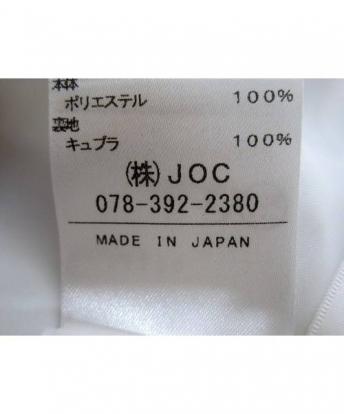 本体
ポリエステル 100%
裏地
キュプラ 100%
(株)JOC
078-392-2380
MADE IN JAPAN